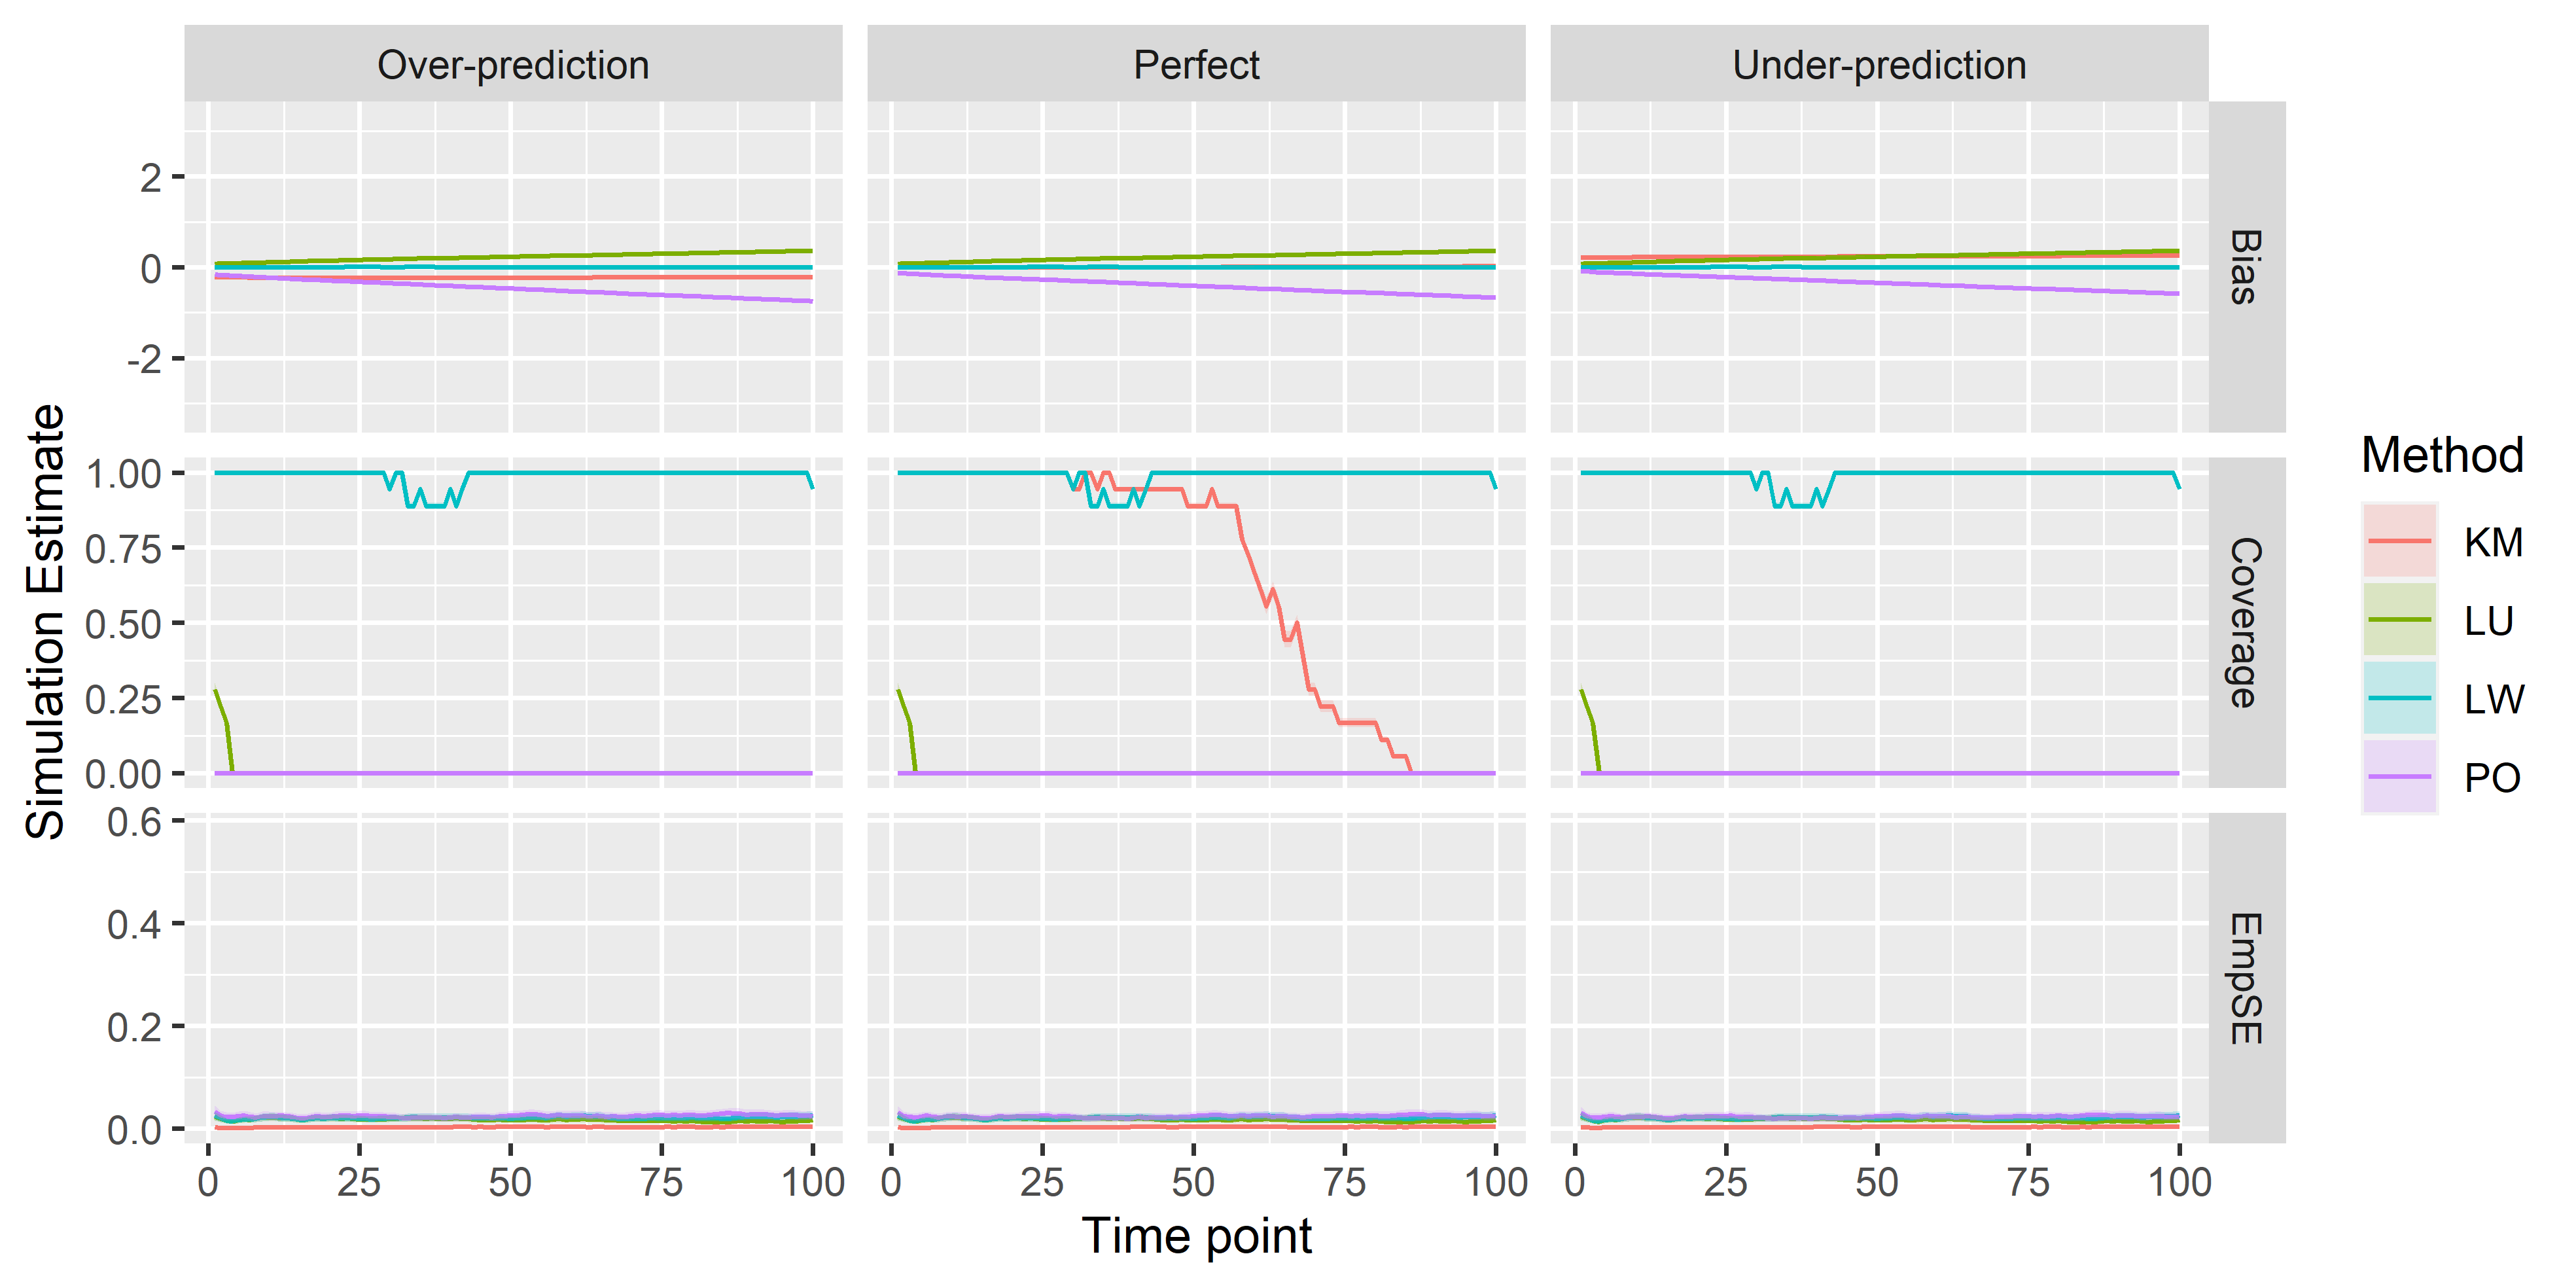 Over-prediction
Perfect
Under-prediction
2
0
-2
Bias
1.00
0.75
0.50
0.25
0.00
Coverage
0.6
0.4
0.2
0.0
EmpSE
0 25 50 75 100
0 25 50 75 100
0 25 50 75 100
Time point
Simulation Estimate
Method
KM
LU
LW
PO